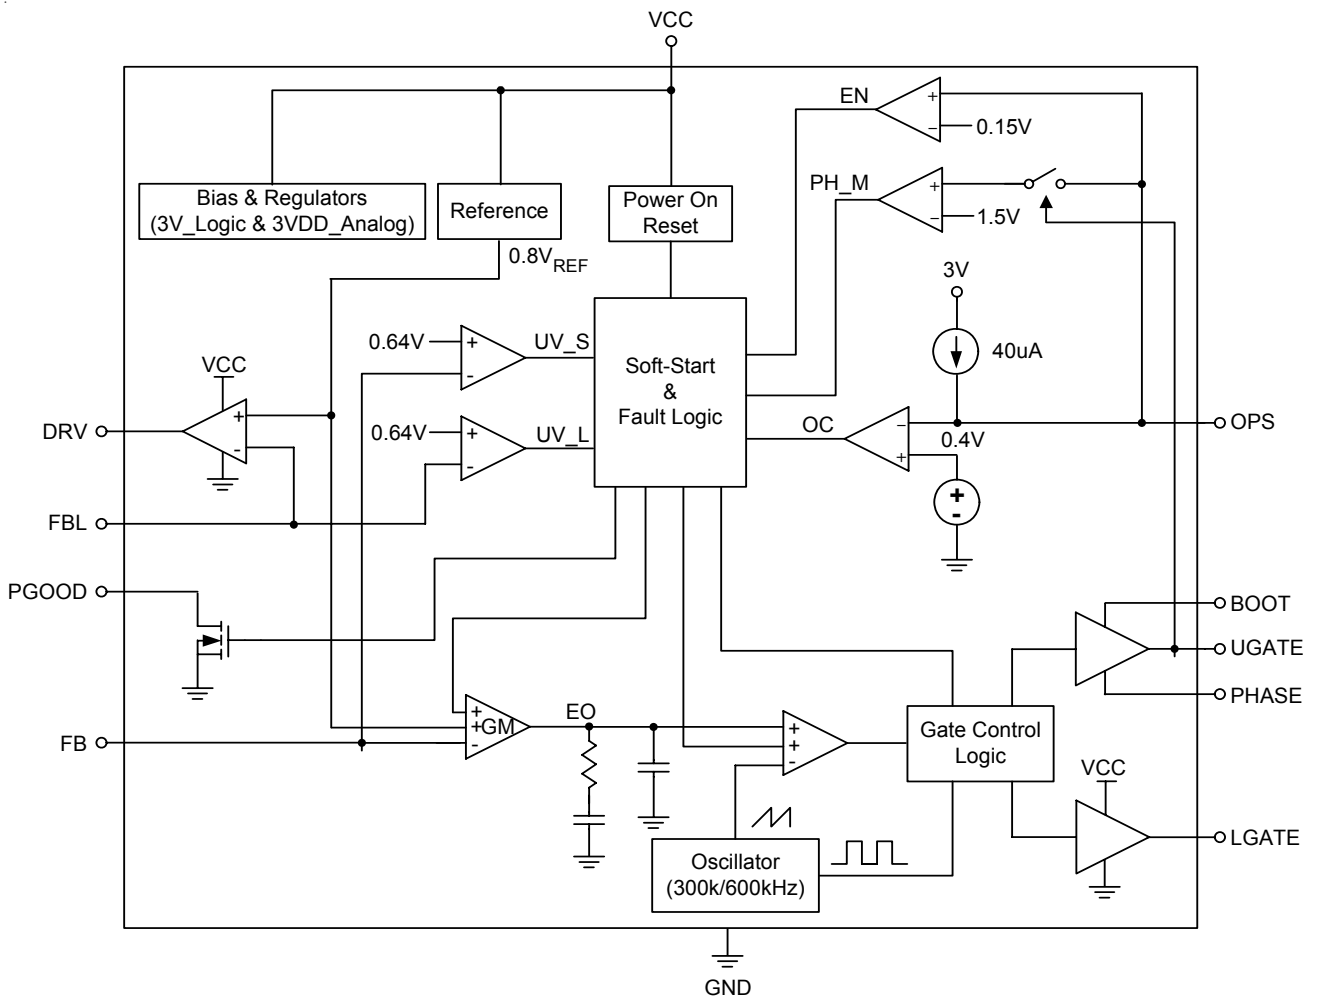 VCC
EN
+
−
0.15V
Bias & Regulators
(3V_Logic & 3VDD_Analog)
Reference
Power On
Reset
PH_M
+
−
1.5V
0.8VREF
3V
0.64V
+
-
UV_S
Soft-Start
&
Fault Logic
40uA
VCC
DRV
+
-
0.64V
+
-
UV_L
OC
−
+
0.4V
OPS
+
-
FBL
PGOOD
BOOT
UGATE
PHASE
FB
+
+
-
GM
EO
+
+
-
Gate Control
Logic
VCC
Oscillator
(300k/600kHz)
LGATE
GND